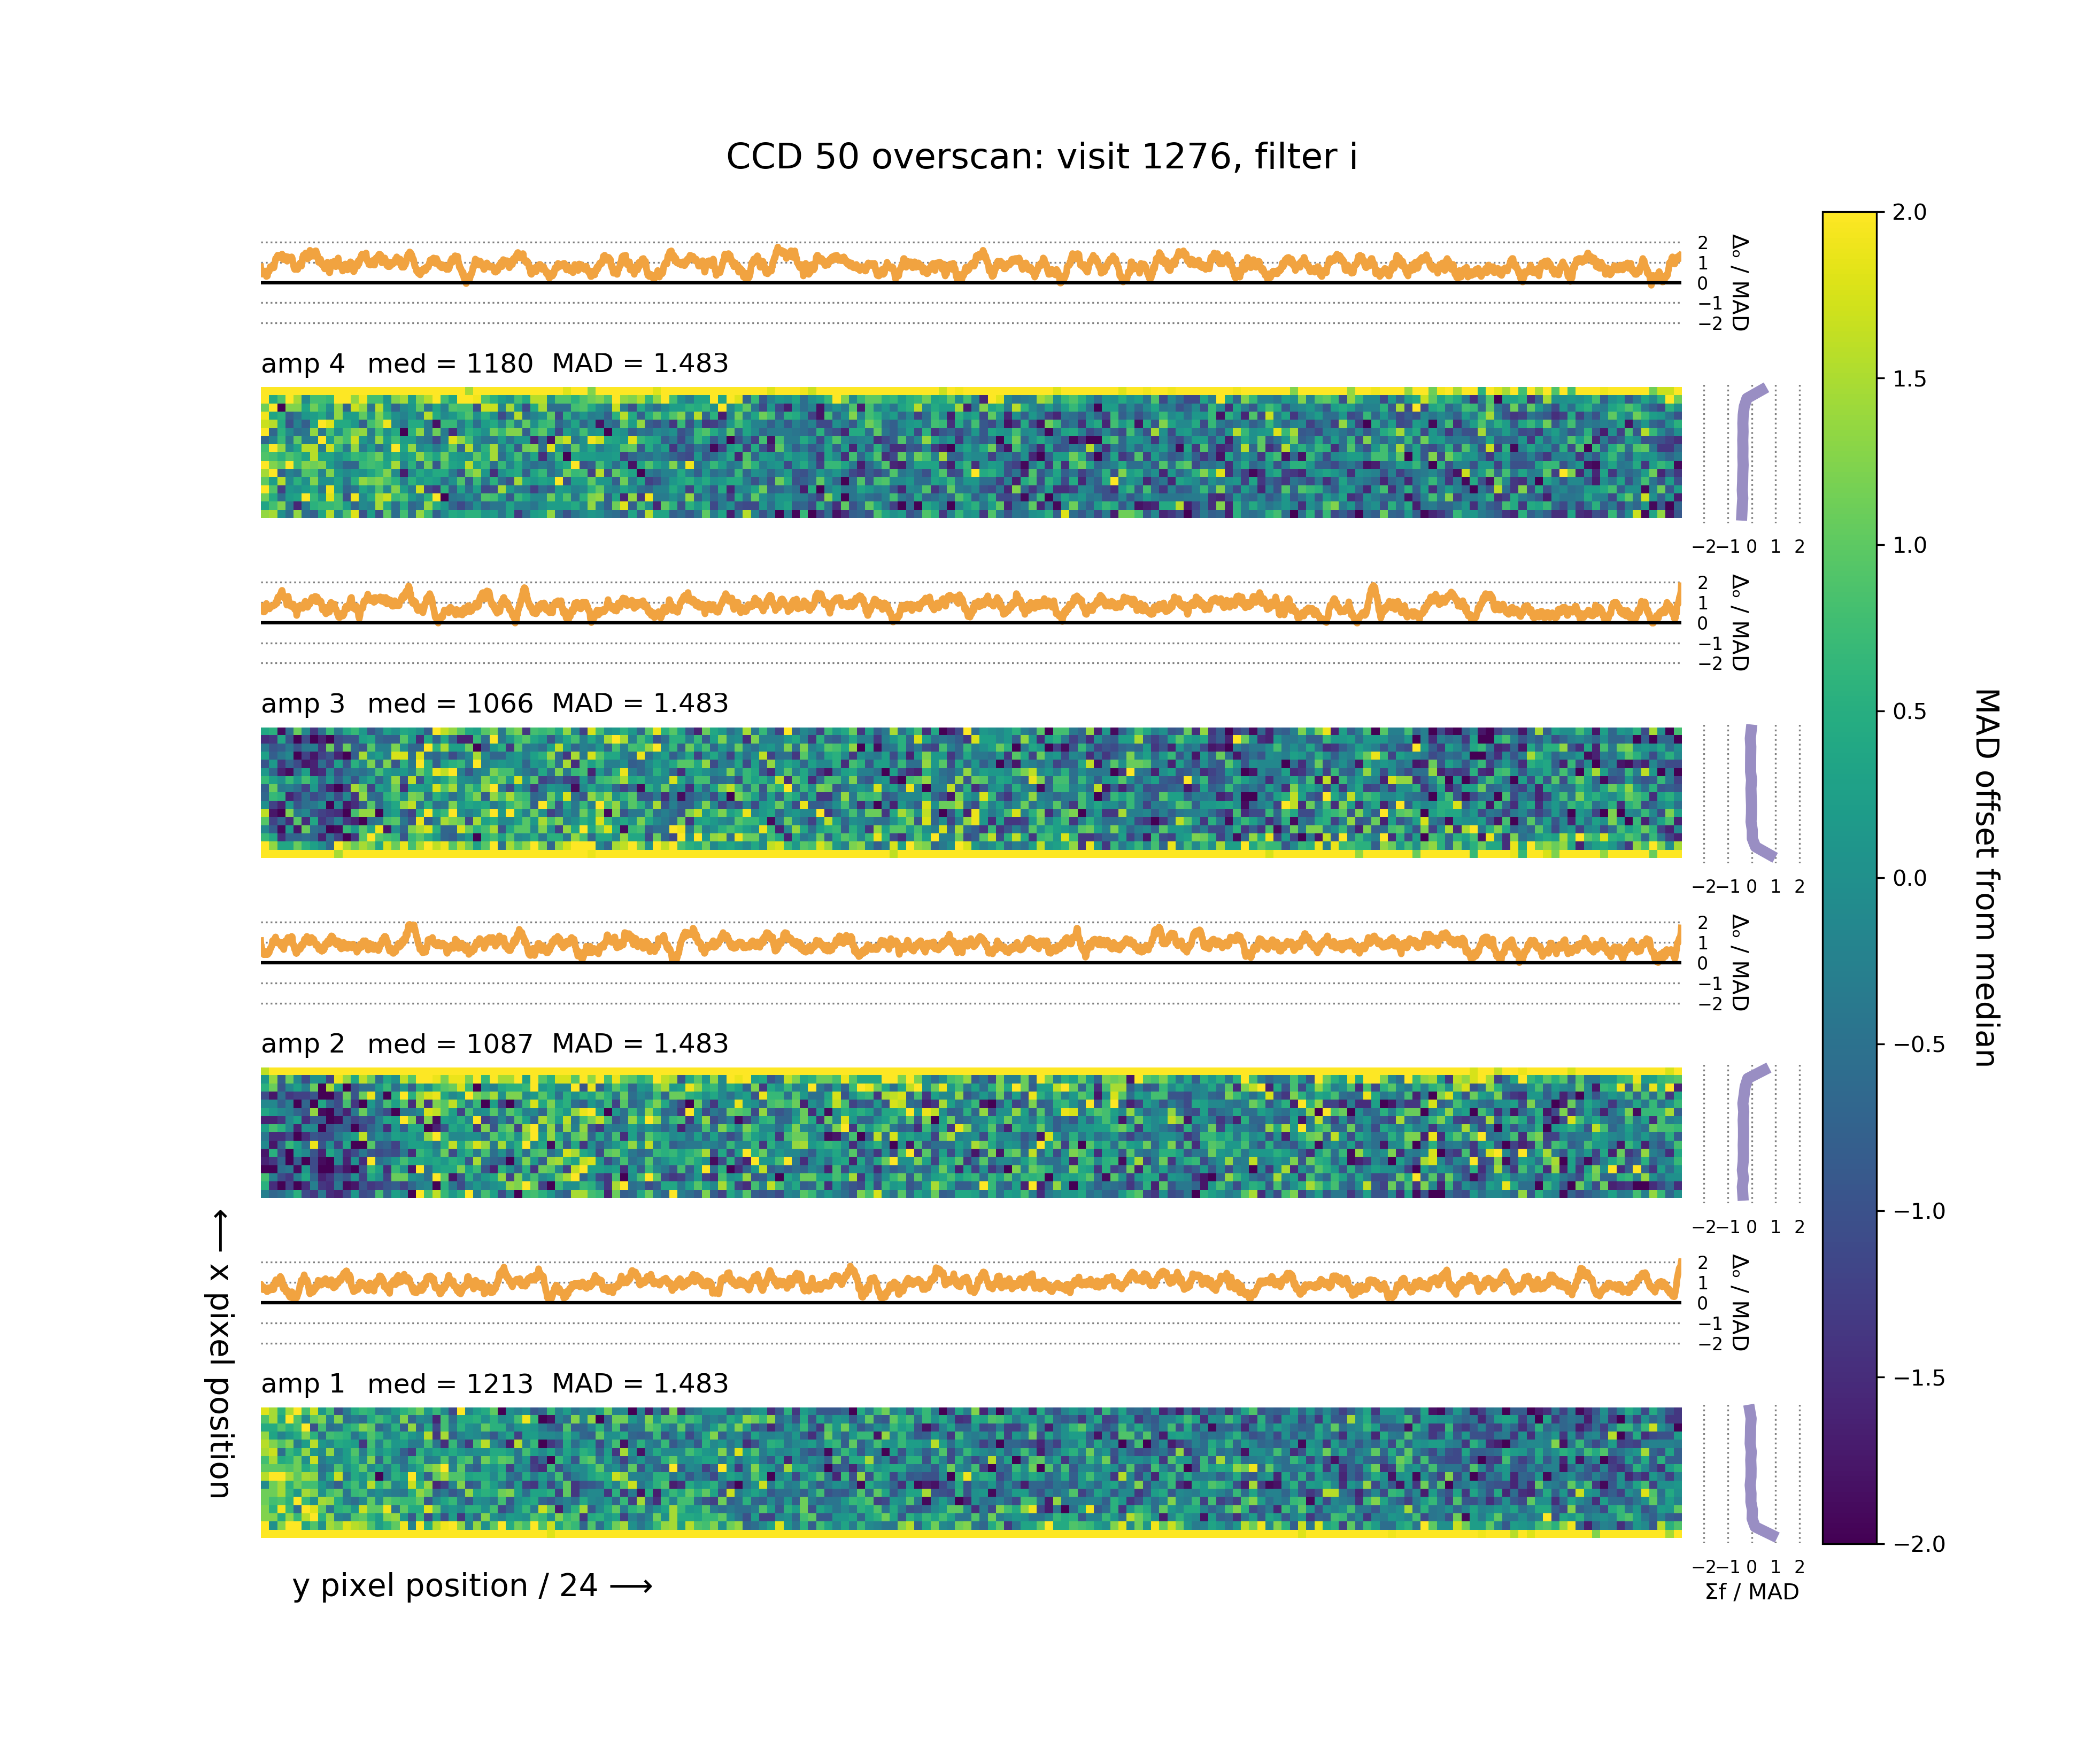 CCD 50 overscan: visit 1276, filter i
2
1
0
−1
−2
Δₒ / MAD
amp 4 med = 1180 MAD = 1.483
−2 −1 0 1 2
2
1
0
−1
−2
Δₒ / MAD
amp 3 med = 1066 MAD = 1.483
−2 −1 0 1 2
2
1
0
−1
−2
Δₒ / MAD
amp 2 med = 1087 MAD = 1.483
−2 −1 0 1 2
2
1
0
−1
−2
Δₒ / MAD
amp 1 med = 1213 MAD = 1.483
−2 −1 0 1 2
Σf / MAD
⟵ x pixel position
y pixel position / 24 ⟶
2.0
1.5
1.0
0.5
0.0
−0.5
−1.0
−1.5
−2.0
MAD offset from median